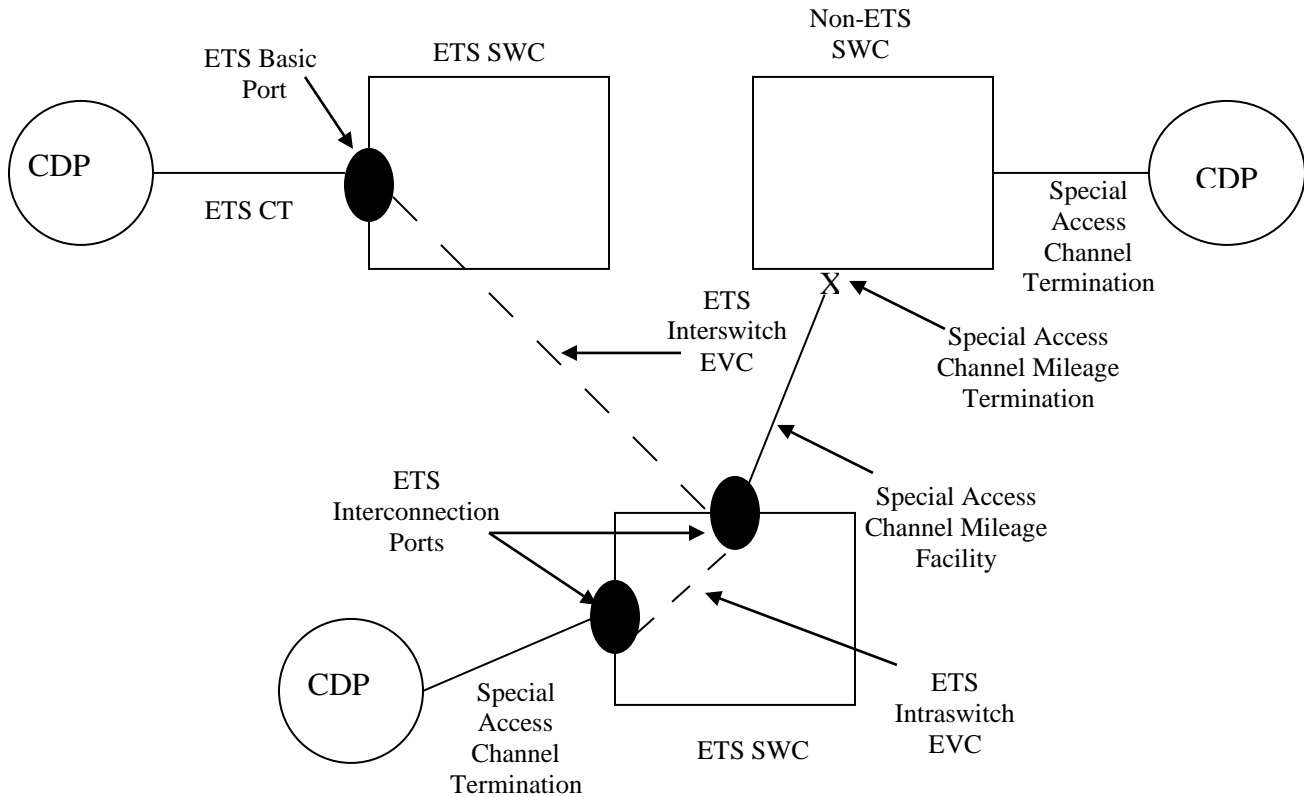 Non-ETS
SWC
ETS SWC
ETS Basic
Port
CDP
CDP
ETS CT
Special
Access
Channel
Termination
X
ETS
Interswitch
EVC
Special Access
Channel Mileage
Termination
ETS
Interconnection
Ports
Special Access
Channel Mileage
Facility
CDP
Special
Access
Channel
Termination
ETS
Intraswitch
EVC
ETS SWC